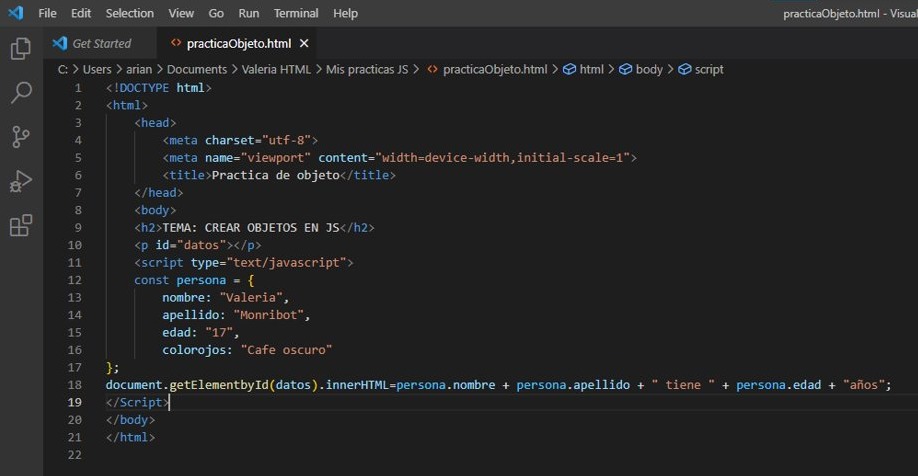 File Edit Selection View Go Run Terminal Help practicaObjeto.html - Visual
Get Started practicaObjeto.html
C: > Users > arian > Documents > Valeria HTML > Mis practicas JS > practicaObjeto.html > html > body > script
1 <!DOCTYPE html>
2 <html>
3 <head>
4 <meta charset="utf-8">
5 <meta name="viewport" content="width=device-width,initial-scale=1">
6 <title>Practica de objeto</title>
7 </head>
8 <body>
9 <h2>TEMA: CREAR OBJETOS EN JS</h2>
10 <p id="datos"></p>
11 <script type="text/javascript">
12 const persona = {
13 nombre: "Valeria",
14 apellido: "Monribot",
15 edad: "17",
16 colorojos: "Cafe oscuro"
17 };
18 document.getElementbyId(datos).innerHTML=persona.nombre + persona.apellido + " tiene " + persona.edad + "años";
19 </Script>
20 </body>
21 </html>
22